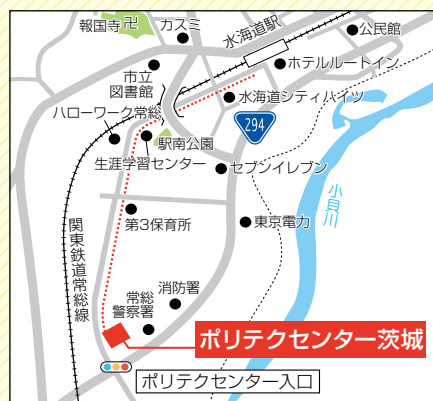 報国寺卍
カスミ
水海道駅
公民館
ホテルルートイン
市立
図書館
水海道シティハイツ
ハローワーク常総
駅南公園
294
生涯学習センター
セブンイレブン
小貝川
第3保育所
東京電力
関東鉄道常総線
消防署
常総
警察署
ポリテクセンター茨城
ポリテクセンター入口